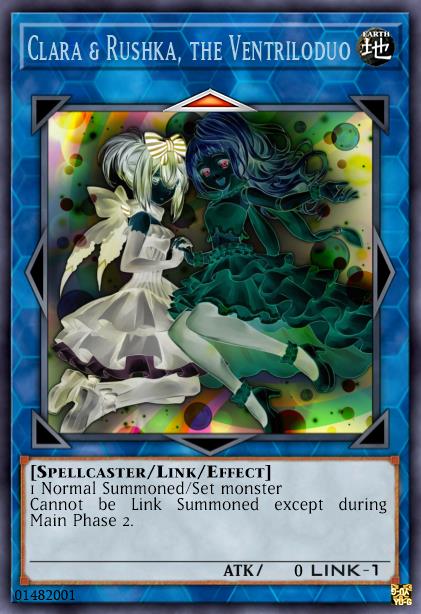 Clara & Rushka, the Ventriloduo
EARTH
地
[Spellcaster/Link/Effect]
1 Normal Summoned/Set monster
Cannot be Link Summoned except during
Main Phase 2.
ATK/ 0 LINK-1
01482001